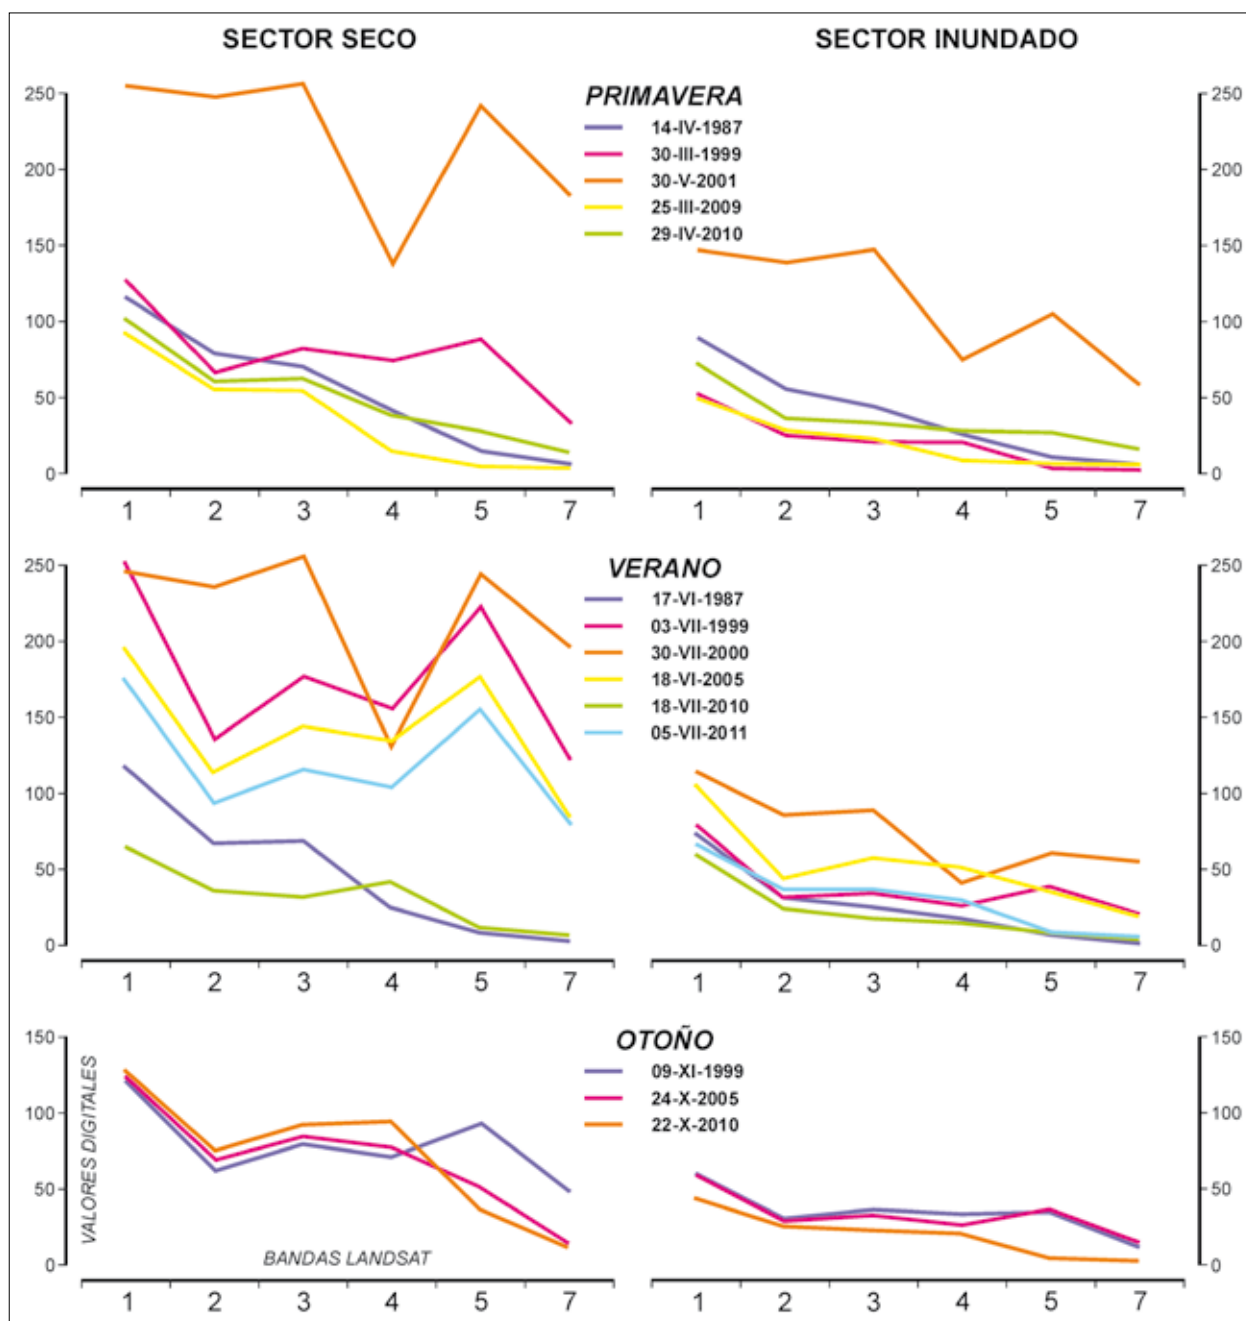 SECTOR SECO
SECTOR INUNDADO
PRIMAVERA
14-IV-1987
30-III-1999
30-V-2001
25-III-2009
29-IV-2010
250
200
150
100
50
0
250
200
150
100
50
0
1 2 3 4 5 7
1 2 3 4 5 7
VERANO
17-VI-1987
03-VII-1999
30-VII-2000
18-VI-2005
18-VII-2010
05-VII-2011
250
200
150
100
50
0
250
200
150
100
50
0
1 2 3 4 5 7
1 2 3 4 5 7
OTOÑO
09-XI-1999
24-X-2005
22-X-2010
150
100
50
0
VALORES DIGITALES
BANDAS LANDSAT
150
100
50
0
1 2 3 4 5 7
1 2 3 4 5 7